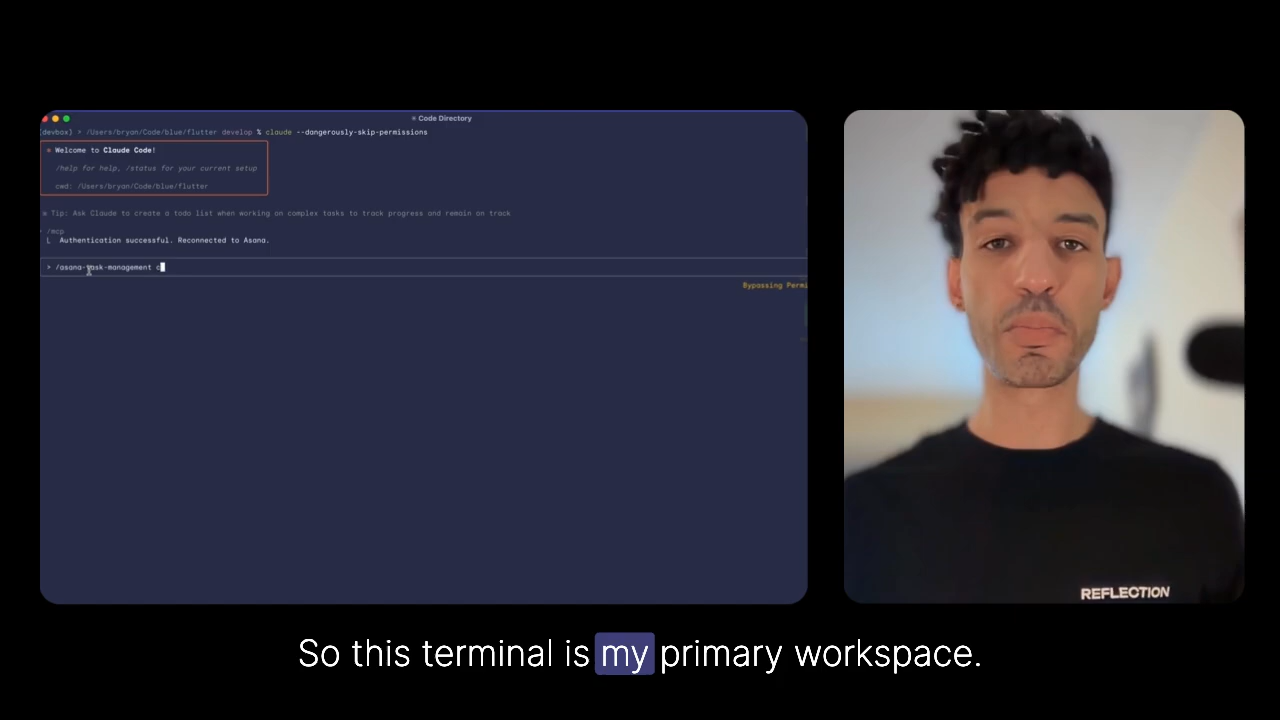 ✳ Code Directory
[devbox] > /Users/bryan/Code/blue/flutter develop % claude --dangerously-skip-permissions
✻ Welcome to Claude Code!
/help for help, /status for your current setup
cwd: /Users/bryan/Code/blue/flutter
※ Tip: Ask Claude to create a todo list when working on complex tasks to track progress and remain on track
> /mcp
⎿ Authentication successful. Reconnected to Asana.
> /asana-task-management c
Bypassing Permi
REFLECTION
So this terminal is my primary workspace.